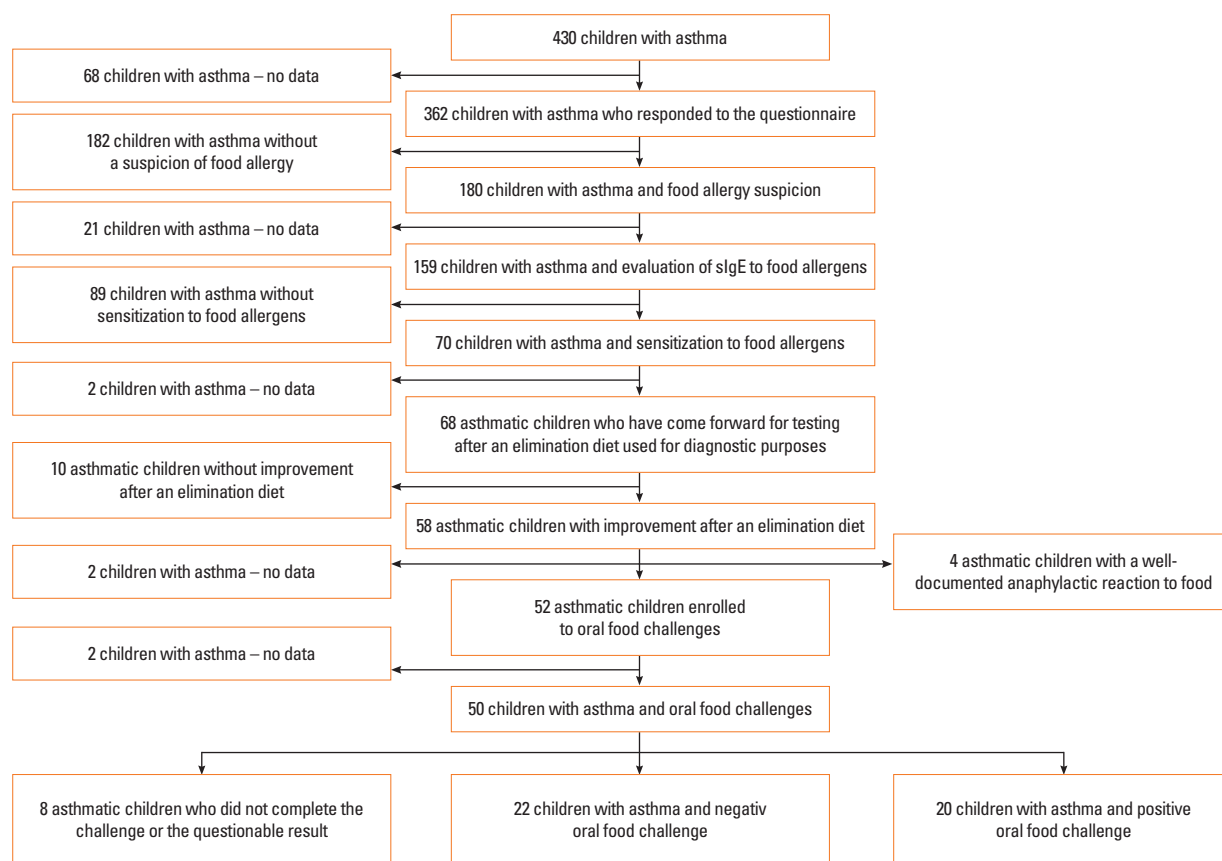 430 children with asthma
68 children with asthma – no data
362 children with asthma who responded to the questionnaire
182 children with asthma without
a suspicion of food allergy
180 children with asthma and food allergy suspicion
21 children with asthma – no data
159 children with asthma and evaluation of sIgE to food allergens
89 children with asthma without
sensitization to food allergens
70 children with asthma and sensitization to food allergens
2 children with asthma – no data
68 asthmatic children who have come forward for testing
after an elimination diet used for diagnostic purposes
10 asthmatic children without improvement
after an elimination diet
58 asthmatic children with improvement after an elimination diet
2 children with asthma – no data
4 asthmatic children with a well-
documented anaphylactic reaction to food
52 asthmatic children enrolled
to oral food challenges
2 children with asthma – no data
50 children with asthma and oral food challenges
8 asthmatic children who did not complete the
challenge or the questionable result
22 children with asthma and negativ
oral food challenge
20 children with asthma and positive
oral food challenge